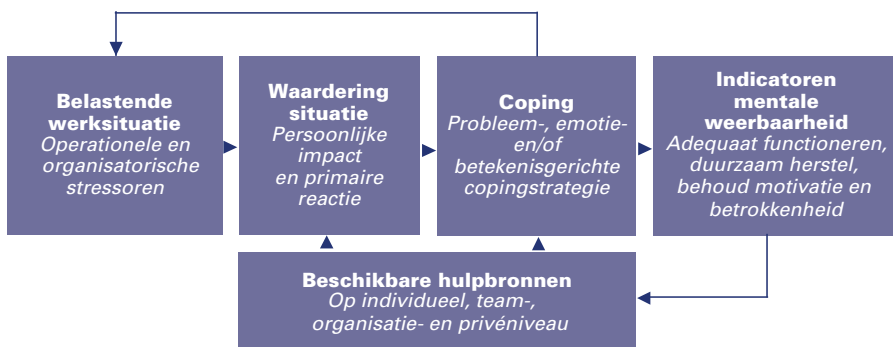 Belastende
werksituatie
Operationele en
organisatorische
stressoren
Waardering
situatie
Persoonlijke
impact
en primaire
reactie
Coping
Probleem-, emotie-
en/of
betekenisgerichte
copingstrategie
Indicatoren
mentale
weerbaarheid
Adequaat functioneren,
duurzaam herstel,
behoud motivatie en
betrokkenheid
Beschikbare hulpbronnen
Op individueel, team-,
organisatie- en privéniveau